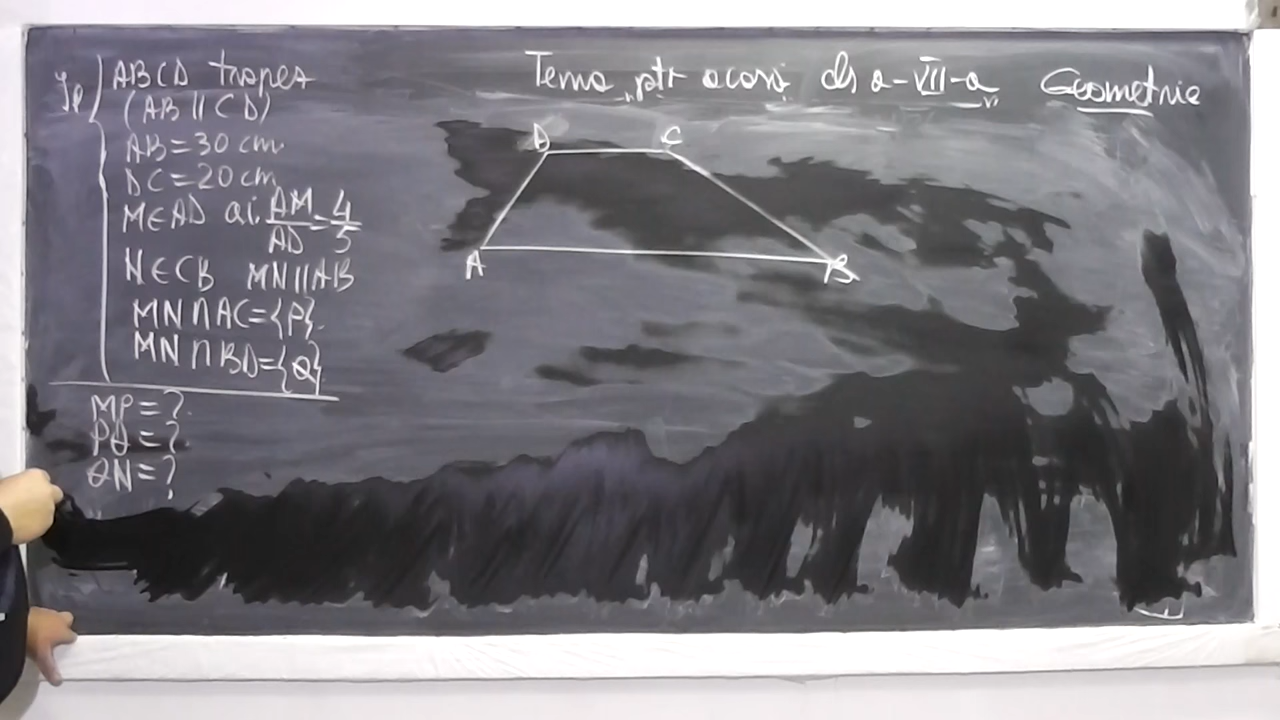 Tema ptr acasă cls a-VII-a Geometrie
Ip
ABCD trapez
(AB || CD)
AB=30 cm
DC=20 cm
M∈AD aî. AM/AD=4/5
N∈CB MN||AB
MN∩AC={P}.
MN∩BD={Q}
MP=?
PQ=?
QN=?
D C
A B